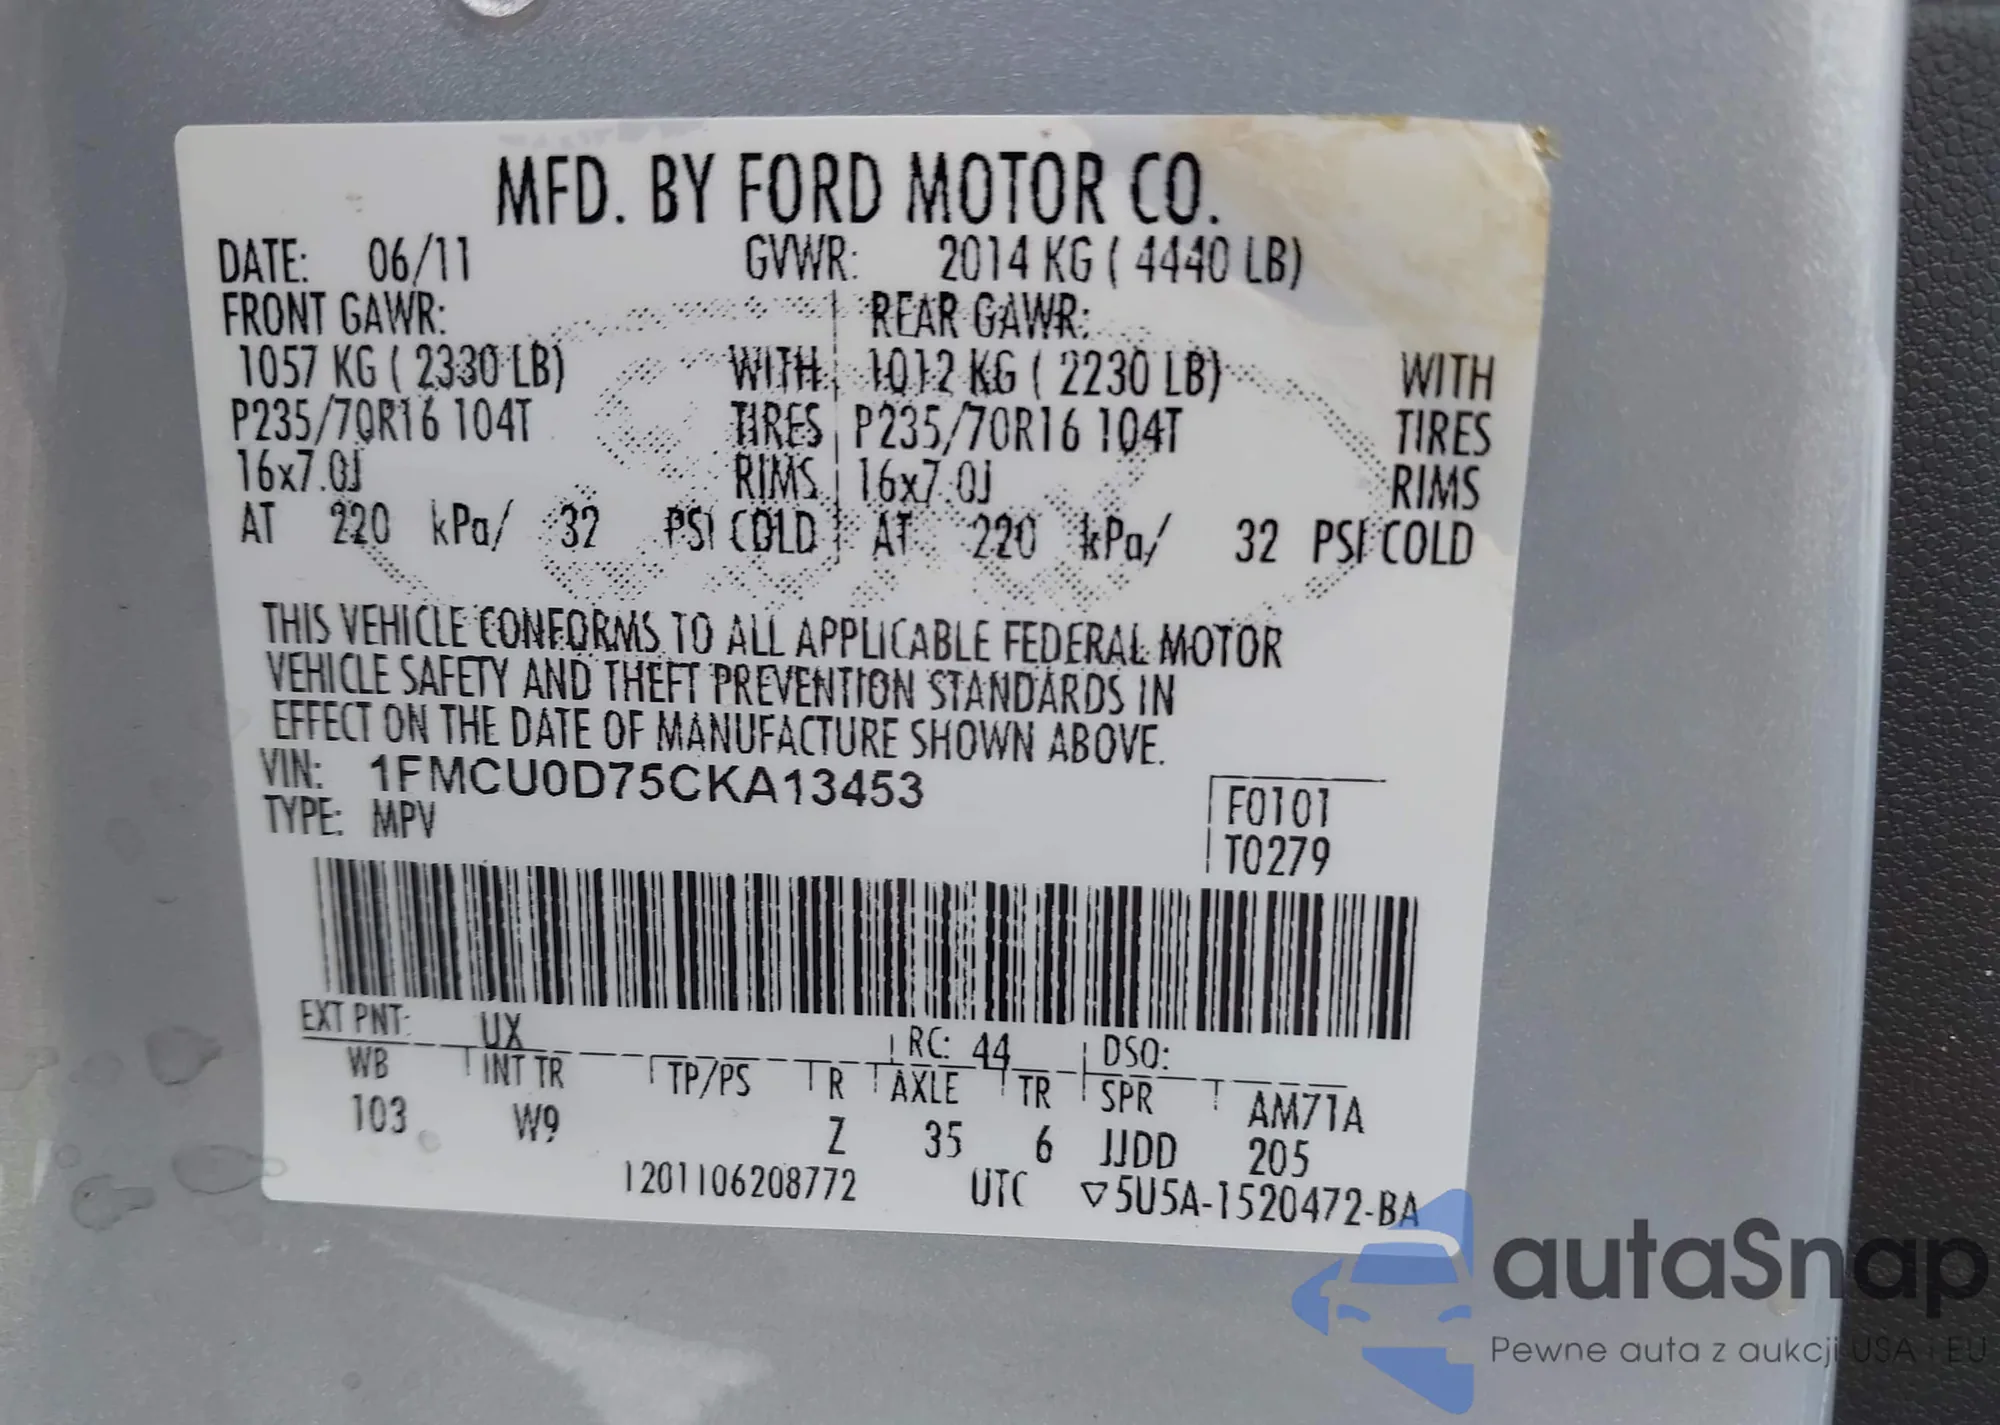 MFD. BY FORD MOTOR CO.
DATE: 06/11 GVWR: 2014 KG ( 4440 LB)
FRONT GAWR: REAR GAWR:
1057 KG ( 2330 LB) WITH 1012 KG ( 2230 LB) WITH
P235/70R16 104T TIRES P235/70R16 104T TIRES
16x7.0J RIMS 16x7.0J RIMS
AT 220 kPa/ 32 PSI COLD AT 220 kPa/ 32 PSI COLD
THIS VEHICLE CONFORMS TO ALL APPLICABLE FEDERAL MOTOR
VEHICLE SAFETY AND THEFT PREVENTION STANDARDS IN
EFFECT ON THE DATE OF MANUFACTURE SHOWN ABOVE.
VIN: 1FMCU0D75CKA13453
TYPE: MPV
F0101
T0279
EXT PNT: UX RC: 44 DSO:
WB INT TR TP/PS R AXLE TR SPR AM71A
103 W9 Z 35 6 JJDD 205
1201106208772 UTC ▽5U5A-1520472-BA
autaSnap
Pewne auta z aukcji USA i EU